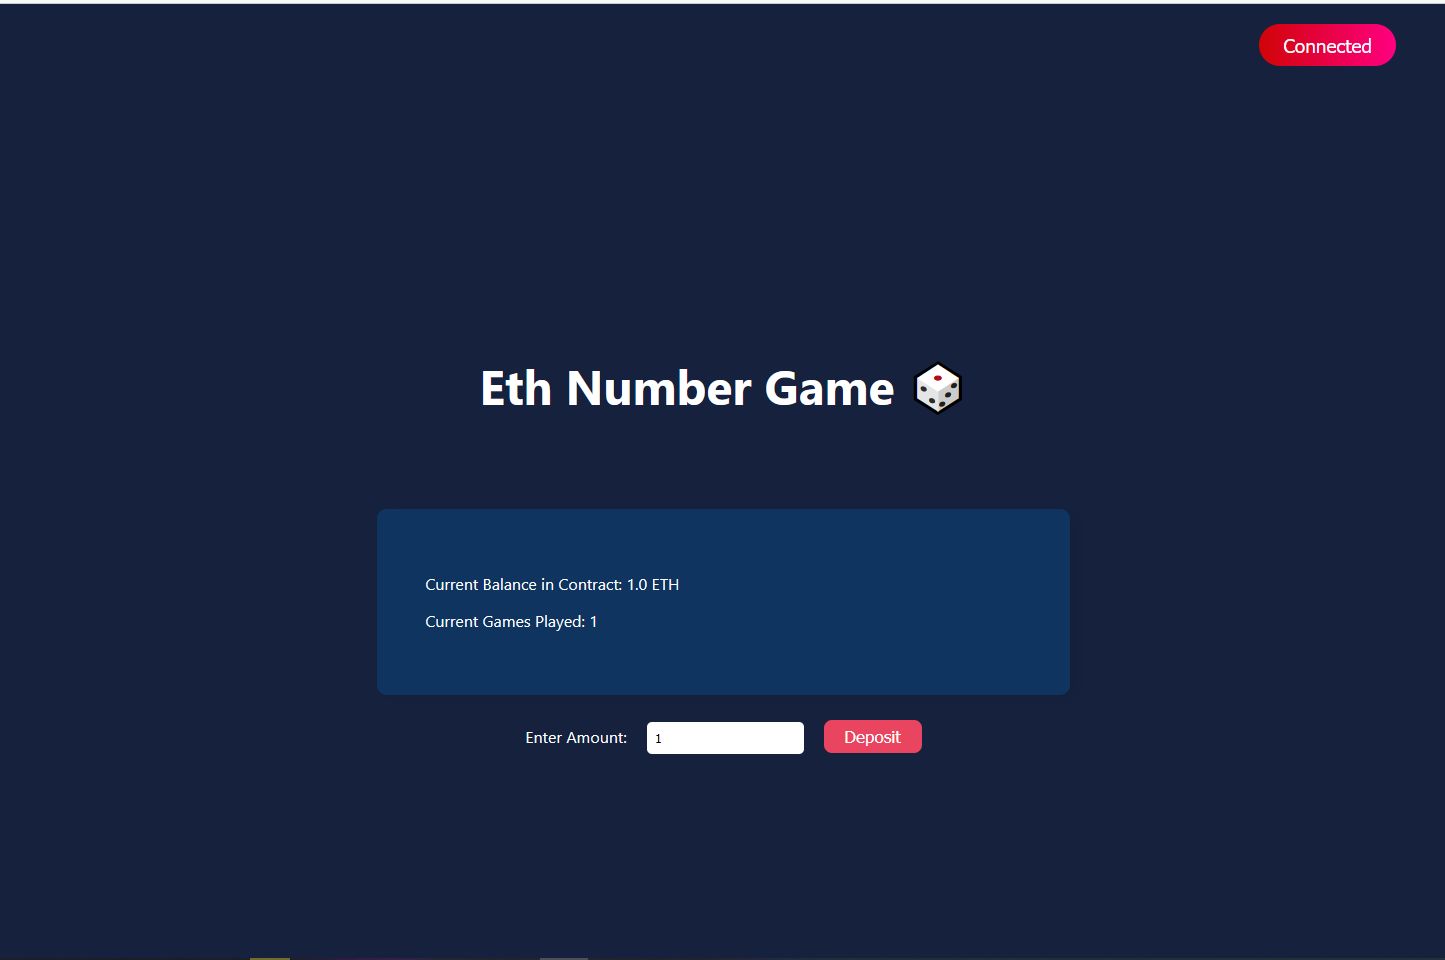 Connected
Eth Number Game 🎲
Current Balance in Contract: 1.0 ETH
Current Games Played: 1
Enter Amount: 1 Deposit